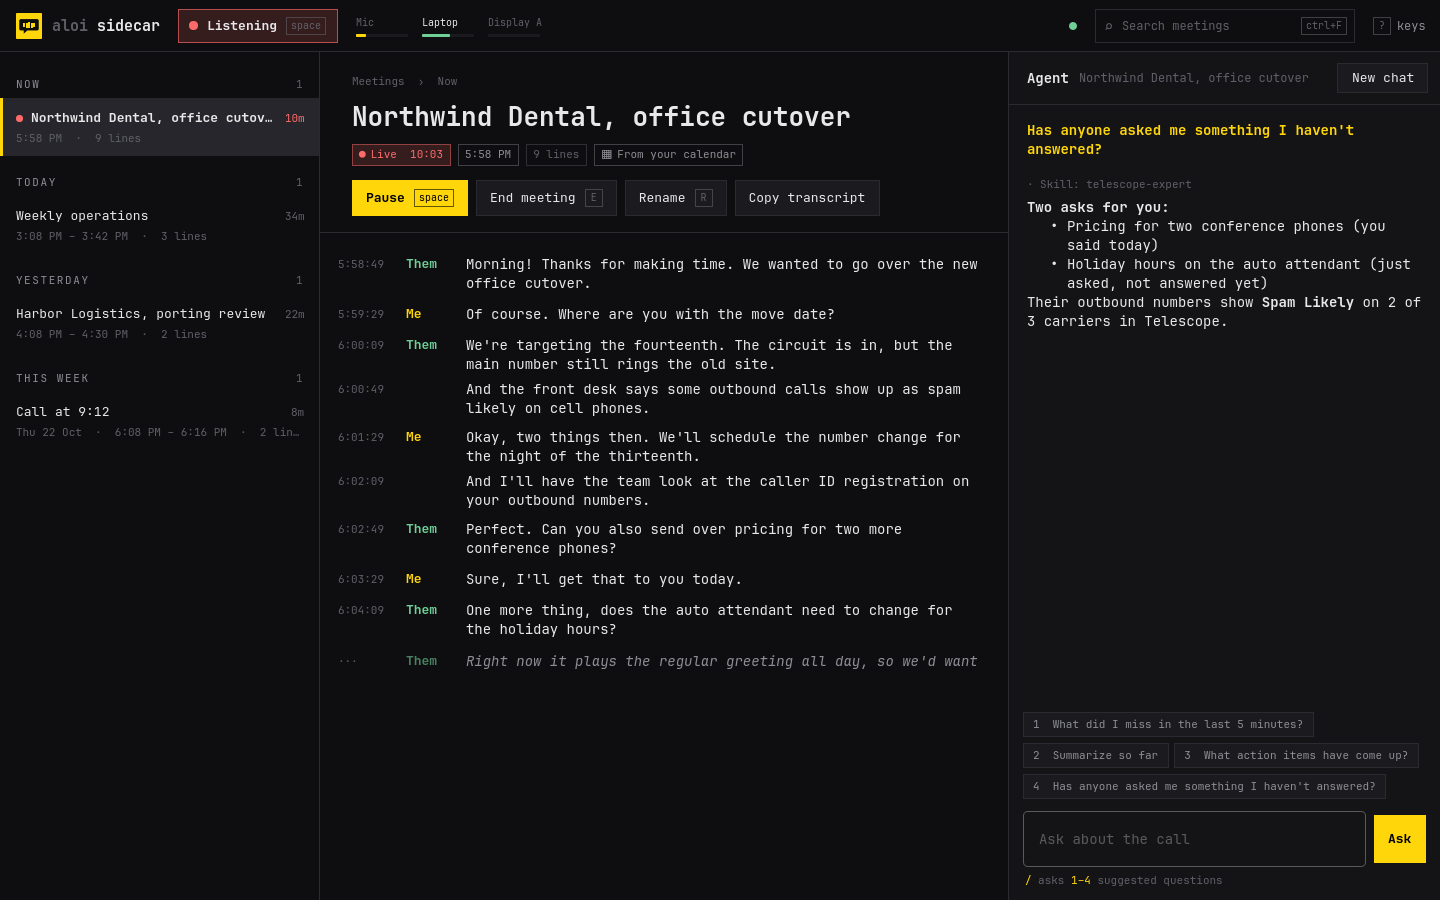 aloi sidecar
Listening space
Mic
Laptop
Display A
Search meetings ctrl+F
? keys
NOW 1
Northwind Dental, office cutov… 10m
5:58 PM · 9 lines
TODAY 1
Weekly operations 34m
3:08 PM – 3:42 PM · 3 lines
YESTERDAY 1
Harbor Logistics, porting review 22m
4:08 PM – 4:30 PM · 2 lines
THIS WEEK 1
Call at 9:12 8m
Thu 22 Oct · 6:08 PM – 6:16 PM · 2 lin…
Meetings › Now
Northwind Dental, office cutover
Live 10:03 5:58 PM 9 lines From your calendar
Pause space End meeting E Rename R Copy transcript
5:58:49 Them Morning! Thanks for making time. We wanted to go over the new
office cutover.
5:59:29 Me Of course. Where are you with the move date?
6:00:09 Them We're targeting the fourteenth. The circuit is in, but the
main number still rings the old site.
6:00:49 And the front desk says some outbound calls show up as spam
likely on cell phones.
6:01:29 Me Okay, two things then. We'll schedule the number change for
the night of the thirteenth.
6:02:09 And I'll have the team look at the caller ID registration on
your outbound numbers.
6:02:49 Them Perfect. Can you also send over pricing for two more
conference phones?
6:03:29 Me Sure, I'll get that to you today.
6:04:09 Them One more thing, does the auto attendant need to change for
the holiday hours?
··· Them Right now it plays the regular greeting all day, so we'd want
Agent Northwind Dental, office cutover New chat
Has anyone asked me something I haven't
answered?
· Skill: telescope-expert
Two asks for you:
• Pricing for two conference phones (you
said today)
• Holiday hours on the auto attendant (just
asked, not answered yet)
Their outbound numbers show Spam Likely on 2 of
3 carriers in Telescope.
1 What did I miss in the last 5 minutes?
2 Summarize so far 3 What action items have come up?
4 Has anyone asked me something I haven't answered?
Ask about the call Ask
/ asks 1–4 suggested questions